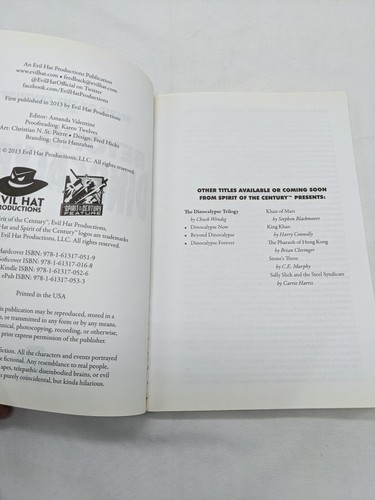 An Evil Hat Productions Publication
www.evilhat.com • feedback@evilhat.com
@EvilHatOfficial on Twitter
facebook.com/EvilHatProductions
First published in 2013 by Evil Hat Productions
Editor: Amanda Valentine
Proofreading: Karen Twelves
Art: Christian N. St. Pierre • Design: Fred Hicks
Branding: Chris Hanrahan
© 2013 Evil Hat Productions, LLC. All rights reserved.
EVIL HAT
PRODUCTIONS
SPIRIT of the CENTURY
FEATURE
Spirit of the Century™, Evil Hat Productions,
Hat and Spirit of the Century™ logos are trademarks
Evil Hat Productions, LLC. All rights reserved.
Hardcover ISBN: 978-1-61317-051-9
Softcover ISBN: 978-1-61317-016-8
Kindle ISBN: 978-1-61317-052-6
ePub ISBN: 978-1-61317-053-3
Printed in the USA
is publication may be reproduced, stored in a
, or transmitted in any form or by any means,
nical, photocopying, recording, or otherwise,
prior express permission of the publisher.
fiction. All the characters and events portrayed
e fictional. Any resemblance to real people,
apes, telepathic disembodied brains, or evil
purely coincidental, but kinda hilarious.
OTHER TITLES AVAILABLE OR COMING SOON
FROM SPIRIT OF THE CENTURY™ PRESENTS:
The Dinocalypse Trilogy
by Chuck Wendig
• Dinocalypse Now
• Beyond Dinocalypse
• Dinocalypse Forever
Khan of Mars
by Stephen Blackmoore
King Khan
by Harry Connolly
The Pharaoh of Hong Kong
by Brian Clevinger
Stone's Throe
by C.E. Murphy
Sally Slick and the Steel Syndicate
by Carrie Harris